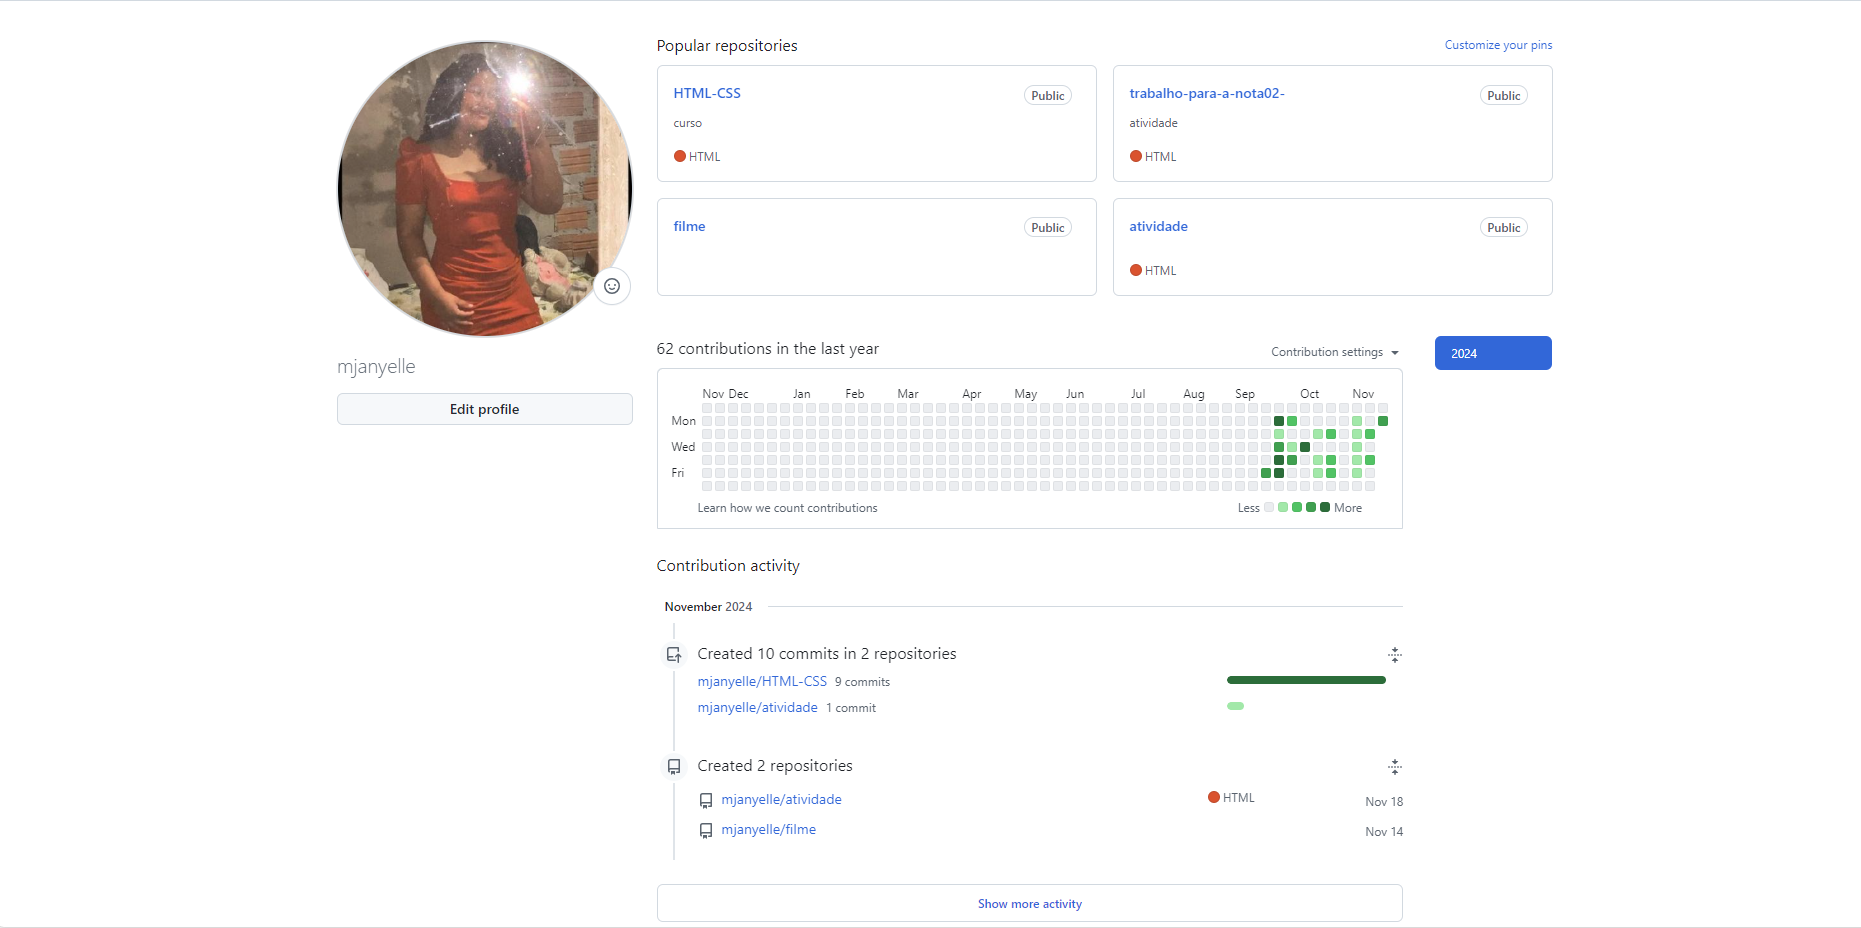 mjanyelle
Edit profile
Popular repositories
Customize your pins
HTML-CSS
Public
curso
HTML
trabalho-para-a-nota02-
Public
atividade
HTML
filme
Public
atividade
Public
HTML
62 contributions in the last year
Contribution settings
2024
Nov Dec Jan Feb Mar Apr May Jun Jul Aug Sep Oct Nov
Mon
Wed
Fri
Learn how we count contributions
Less More
Contribution activity
November 2024
Created 10 commits in 2 repositories
mjanyelle/HTML-CSS 9 commits
mjanyelle/atividade 1 commit
Created 2 repositories
mjanyelle/atividade HTML Nov 18
mjanyelle/filme Nov 14
Show more activity